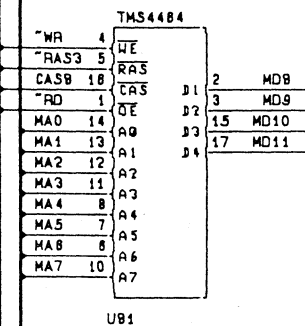 TMS4464
~WR 4 WE
~RAS3 5 RAS
CAS8 16 CAS D1 2 MD8
~RD 1 OE D2 3 MD9
MA0 14 A0 D3 15 MD10
MA1 13 A1 D4 17 MD11
MA2 12 A2
MA3 11 A3
MA4 8 A4
MA5 7 A5
MA6 6 A6
MA7 10 A7
U91